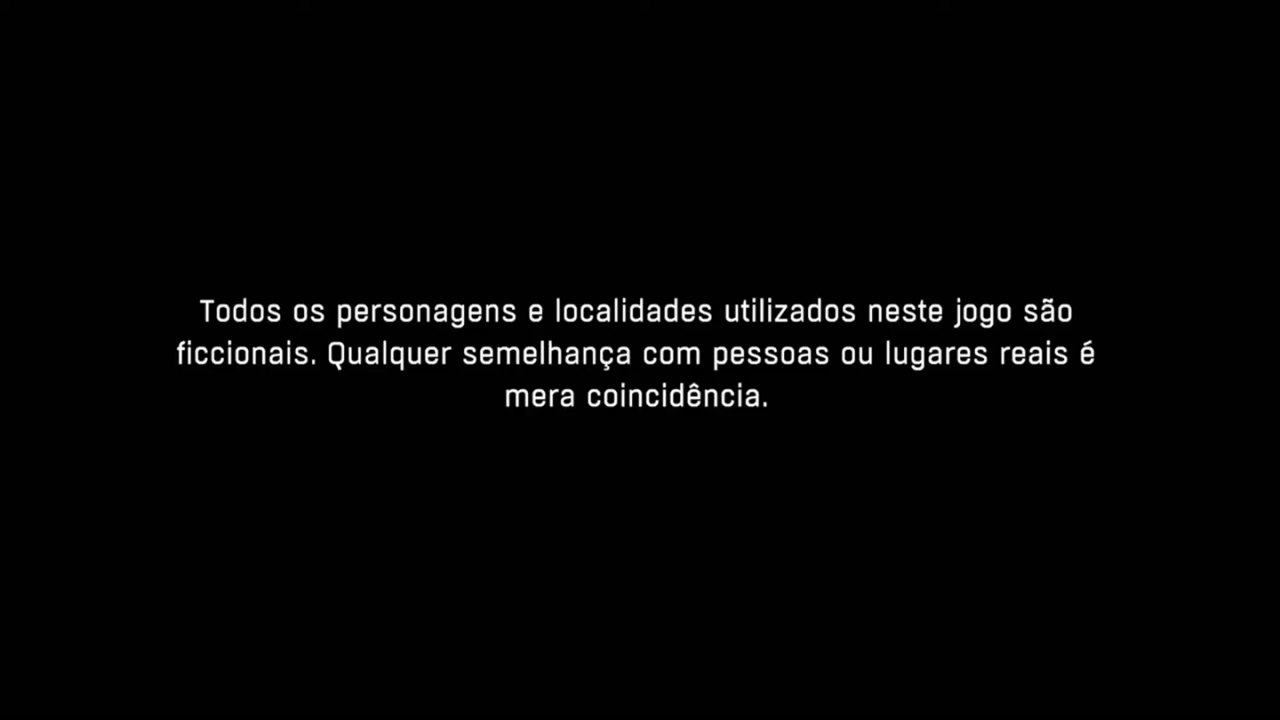 Todos os personagens e localidades utilizados neste jogo são
ficcionais. Qualquer semelhança com pessoas ou lugares reais é
mera coincidência.